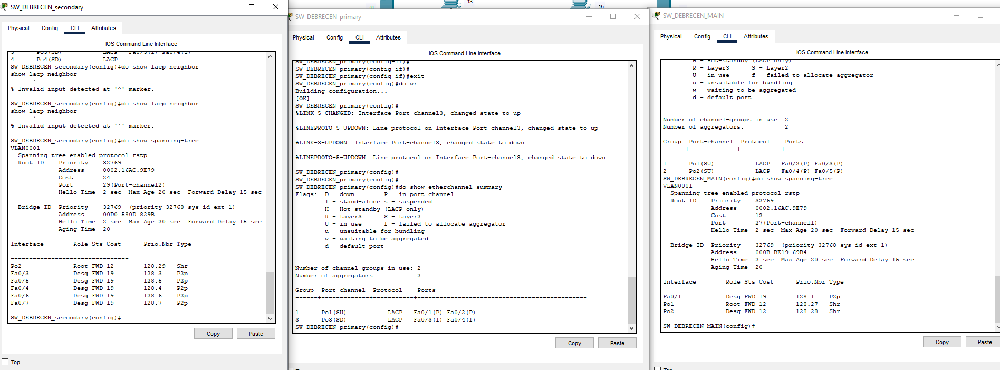 .13
.15
11
SW_DEBRECEN_secondary
Physical Config CLI Attributes
IOS Command Line Interface
3 Po3(SD) LACP Fa0/3(I) Fa0/4(I)
4 Po4(SD) LACP
SW_DEBRECEN_secondary(config)#do show lacp neighbor
show lacp neighbor
^
% Invalid input detected at '^' marker.
SW_DEBRECEN_secondary(config)#do show lacp neighbor
show lacp neighbor
^
% Invalid input detected at '^' marker.
SW_DEBRECEN_secondary(config)#do show spanning-tree
VLAN0001
Spanning tree enabled protocol rstp
Root ID Priority 32769
Address 0002.16AC.9E79
Cost 24
Port 29(Port-channel2)
Hello Time 2 sec Max Age 20 sec Forward Delay 15 sec
Bridge ID Priority 32769 (priority 32768 sys-id-ext 1)
Address 00D0.580D.829B
Hello Time 2 sec Max Age 20 sec Forward Delay 15 sec
Aging Time 20
Interface Role Sts Cost Prio.Nbr Type
---------------- ---- --- --------- --------
--------------------------------
Po2 Root FWD 12 128.29 Shr
Fa0/3 Desg FWD 19 128.3 P2p
Fa0/5 Desg FWD 19 128.5 P2p
Fa0/4 Desg FWD 19 128.4 P2p
Fa0/6 Desg FWD 19 128.6 P2p
Fa0/7 Desg FWD 19 128.7 P2p
SW_DEBRECEN_secondary(config)#
Copy Paste
Top
SW_DEBRECEN_primary
Physical Config CLI Attributes
IOS Command Line Interface
SW_DEBRECEN_primary(config-if)#
SW_DEBRECEN_primary(config-if)#
SW_DEBRECEN_primary(config-if)#exit
SW_DEBRECEN_primary(config)#do wr
Building configuration...
[OK]
SW_DEBRECEN_primary(config)#
%LINK-5-CHANGED: Interface Port-channel3, changed state to up
%LINEPROTO-5-UPDOWN: Line protocol on Interface Port-channel3, changed state to up
%LINK-3-UPDOWN: Interface Port-channel3, changed state to down
%LINEPROTO-5-UPDOWN: Line protocol on Interface Port-channel3, changed state to down
SW_DEBRECEN_primary(config)#
SW_DEBRECEN_primary(config)#
SW_DEBRECEN_primary(config)#do show etherchannel summary
Flags: D - down P - in port-channel
I - stand-alone s - suspended
H - Hot-standby (LACP only)
R - Layer3 S - Layer2
U - in use f - failed to allocate aggregator
u - unsuitable for bundling
w - waiting to be aggregated
d - default port
Number of channel-groups in use: 2
Number of aggregators: 2
Group Port-channel Protocol Ports
------+-------------+-----------+----------------------------------------------
1 Po1(SU) LACP Fa0/1(P) Fa0/2(P)
3 Po3(SD) LACP Fa0/3(I) Fa0/4(I)
SW_DEBRECEN_primary(config)#
Copy Paste
SW_DEBRECEN_MAIN
Physical Config CLI Attributes
IOS Command Line Interface
H - Hot-standby (LACP only)
R - Layer3 S - Layer2
U - in use f - failed to allocate aggregator
u - unsuitable for bundling
w - waiting to be aggregated
d - default port
Number of channel-groups in use: 2
Number of aggregators: 2
Group Port-channel Protocol Ports
------+-------------+-----------+----------------------------------------------
1 Po1(SU) LACP Fa0/2(P) Fa0/3(P)
2 Po2(SU) LACP Fa0/4(P) Fa0/5(P)
SW_DEBRECEN_MAIN(config)#do show spanning-tree
VLAN0001
Spanning tree enabled protocol rstp
Root ID Priority 32769
Address 0002.16AC.9E79
Cost 12
Port 27(Port-channel1)
Hello Time 2 sec Max Age 20 sec Forward Delay 15 sec
Bridge ID Priority 32769 (priority 32768 sys-id-ext 1)
Address 000B.BE19.69B4
Hello Time 2 sec Max Age 20 sec Forward Delay 15 sec
Aging Time 20
Interface Role Sts Cost Prio.Nbr Type
---------------- ---- --- --------- -------- --------------------------------
Fa0/1 Desg FWD 19 128.1 P2p
Po1 Root FWD 12 128.27 Shr
Po2 Desg FWD 12 128.28 Shr
SW_DEBRECEN_MAIN(config)#
Copy Paste